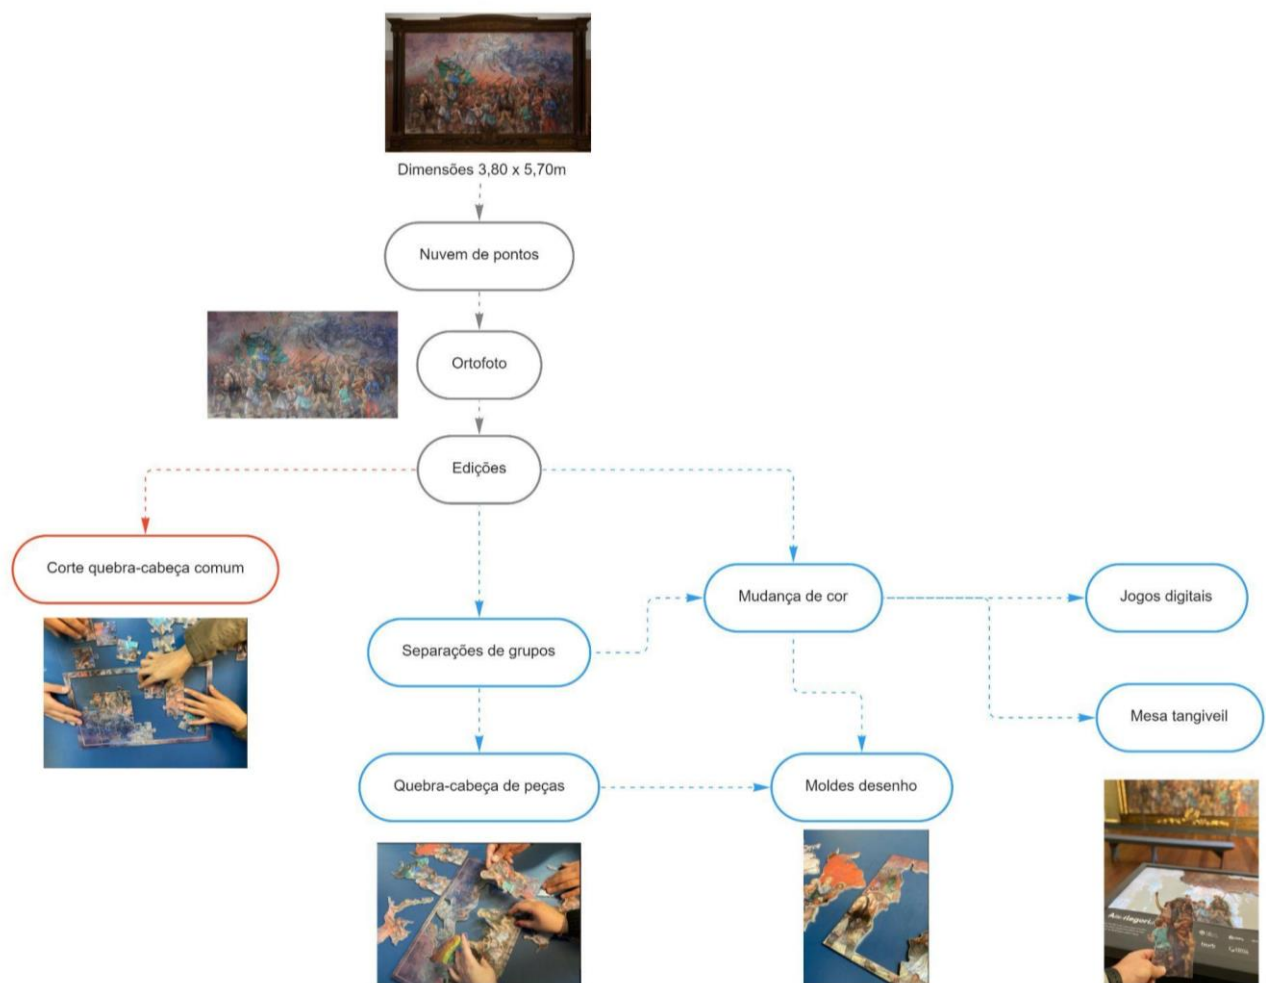 Dimensões 3,80 x 5,70m
Nuvem de pontos
Ortofoto
Edições
Corte quebra-cabeça comum
Mudança de cor
Jogos digitais
Separações de grupos
Mesa tangiveil
Quebra-cabeça de peças
Moldes desenho